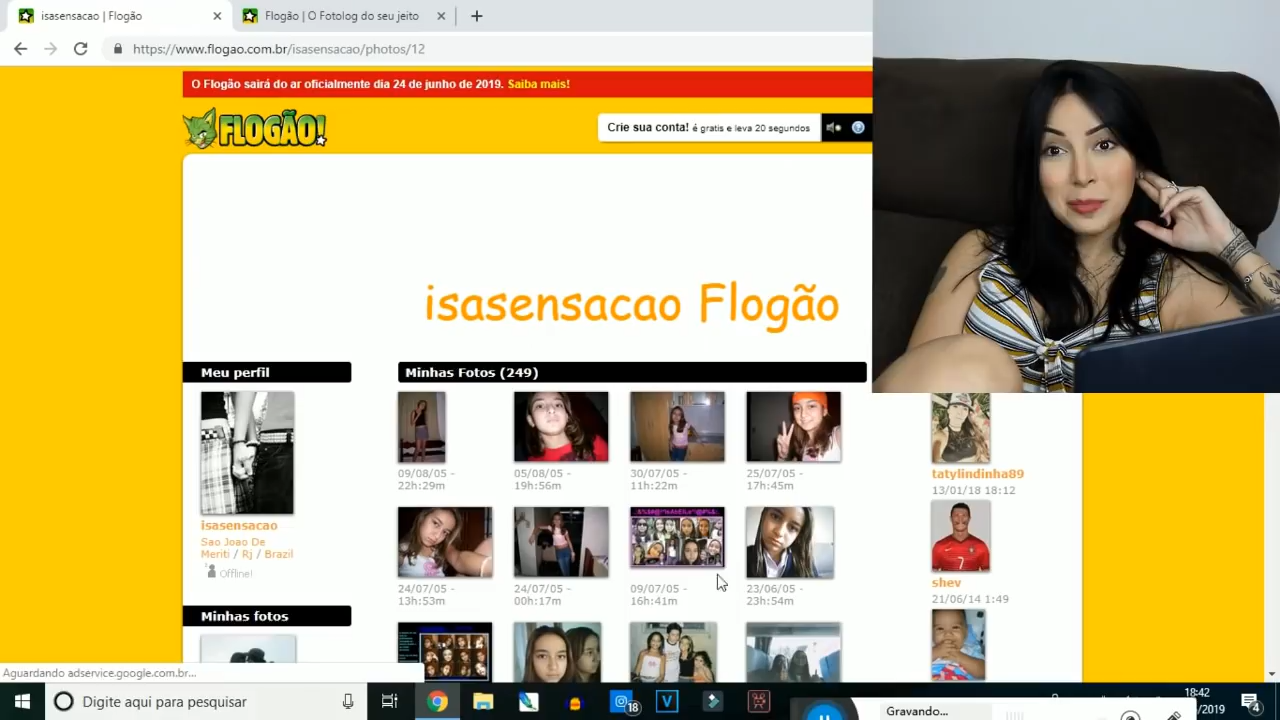 isasensacao | Flogão
Flogão | O Fotolog do seu jeito
https://www.flogao.com.br/isasensacao/photos/12
O Flogão sairá do ar oficialmente dia 24 de junho de 2019. Saiba mais!
FLOGÃO!
Crie sua conta! é gratis e leva 20 segundos
isasensacao Flogão
Meu perfil
Minhas Fotos (249)
isasensacao
Sao Joao De
Meriti / Rj / Brazil
Offline!
Minhas fotos
09/08/05 -
22h:29m
05/08/05 -
19h:56m
30/07/05 -
11h:22m
25/07/05 -
17h:45m
24/07/05 -
13h:53m
24/07/05 -
00h:17m
09/07/05 -
16h:41m
23/06/05 -
23h:54m
tatylindinha89
13/01/18 18:12
shev
21/06/14 1:49
Aguardando adservice.google.com.br...
Digite aqui para pesquisar
18
Gravando...
18:42
/2019
4